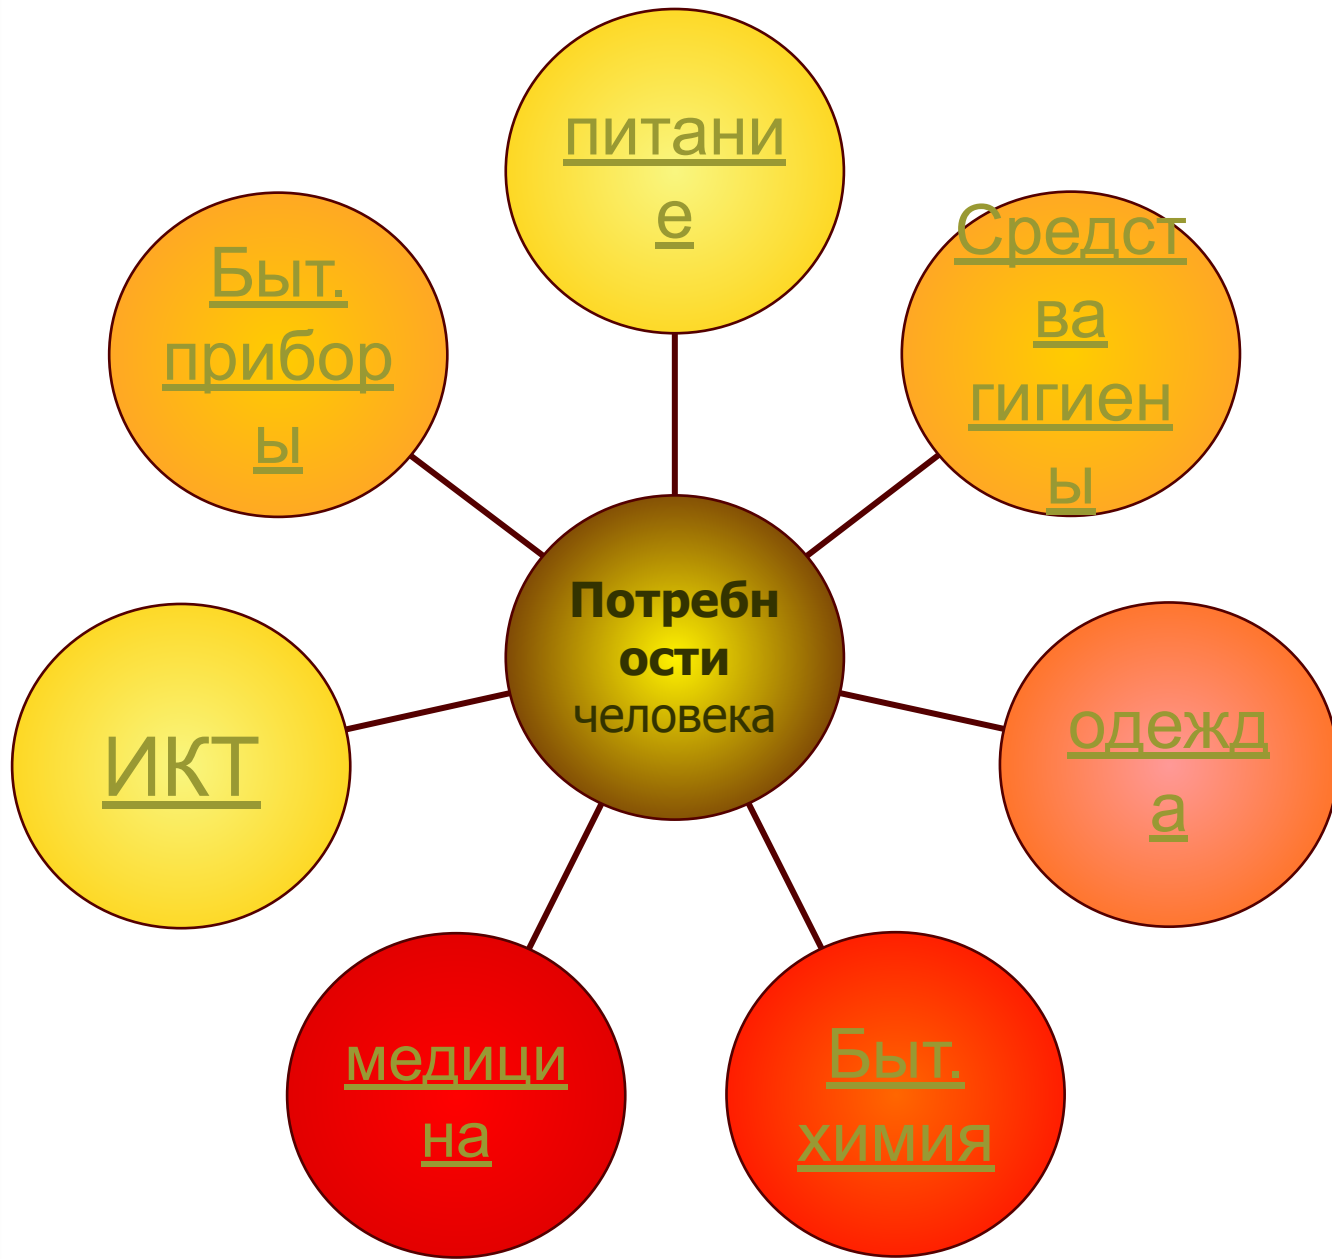 питани
е
Средст
ва
гигиен
ы
одежд
а
Быт.
химия
медици
на
ИКТ
Быт.
прибор
ы
Потребн
ости
человека